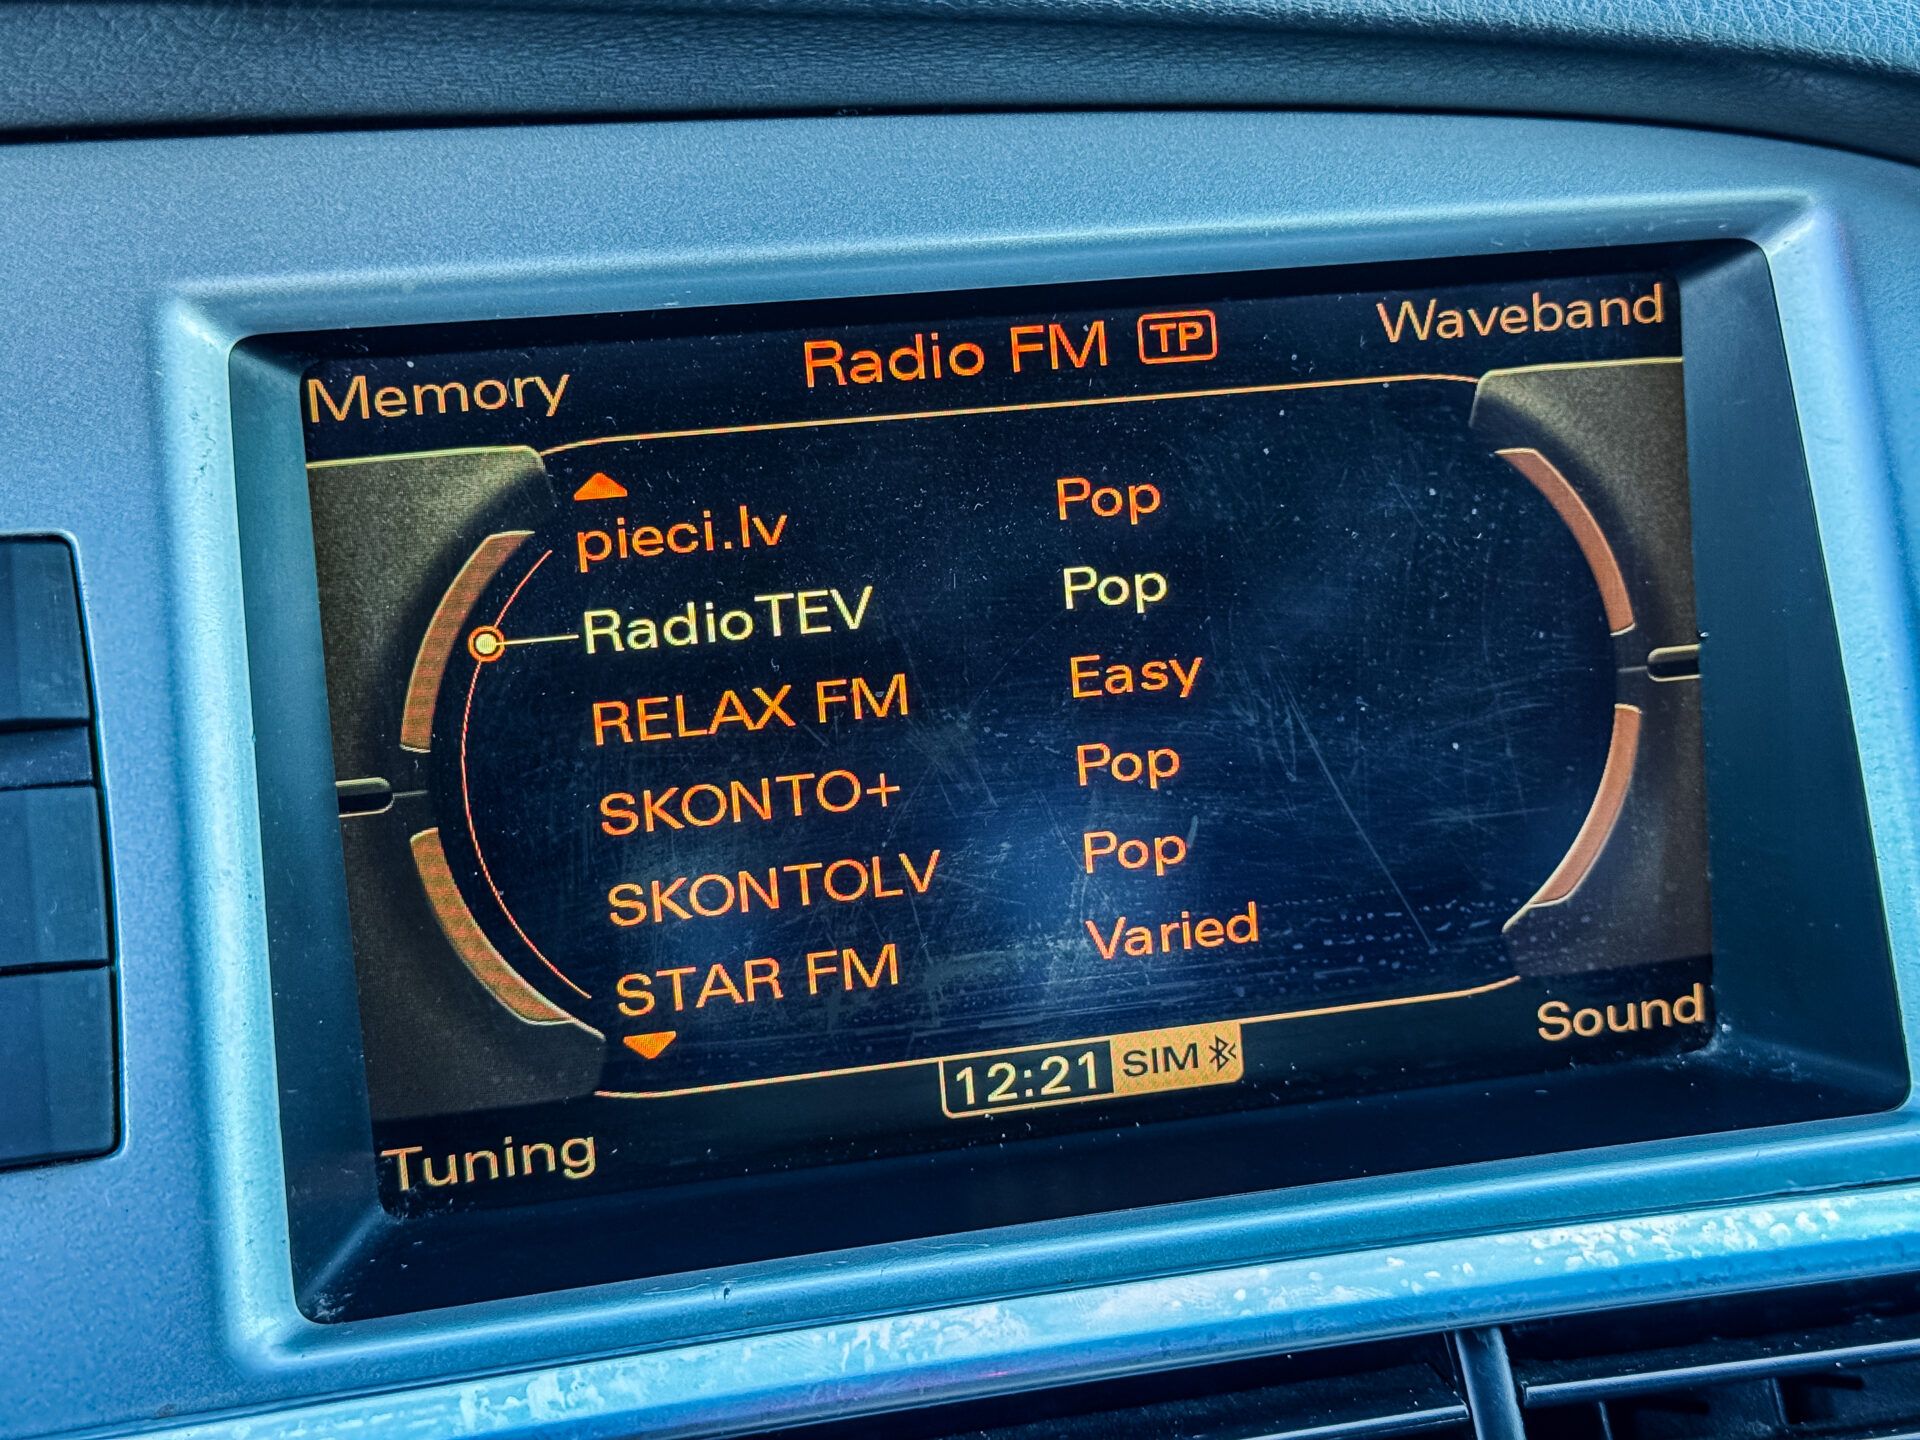 Memory
Radio FM TP
Waveband
pieci.lv Pop
RadioTEV Pop
RELAX FM Easy
SKONTO+ Pop
SKONTOLV Pop
STAR FM Varied
12:21 SIM
Tuning
Sound